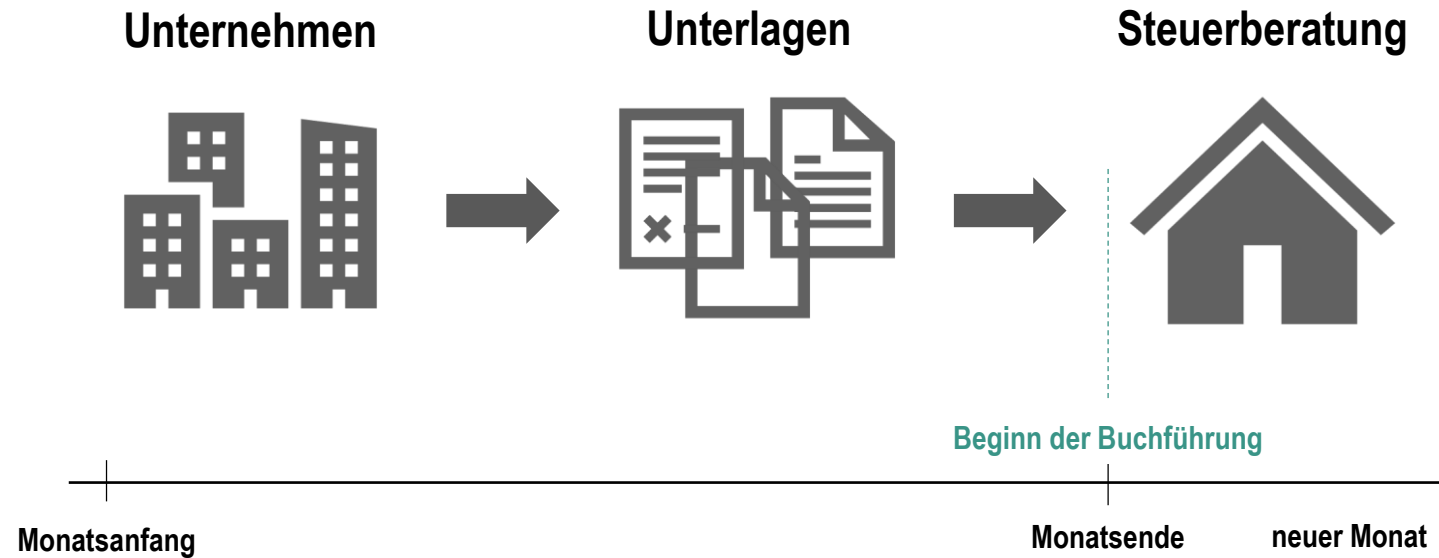 Unternehmen
Unterlagen
Steuerberatung
Beginn der Buchführung
Monatsanfang
Monatsende
neuer Monat